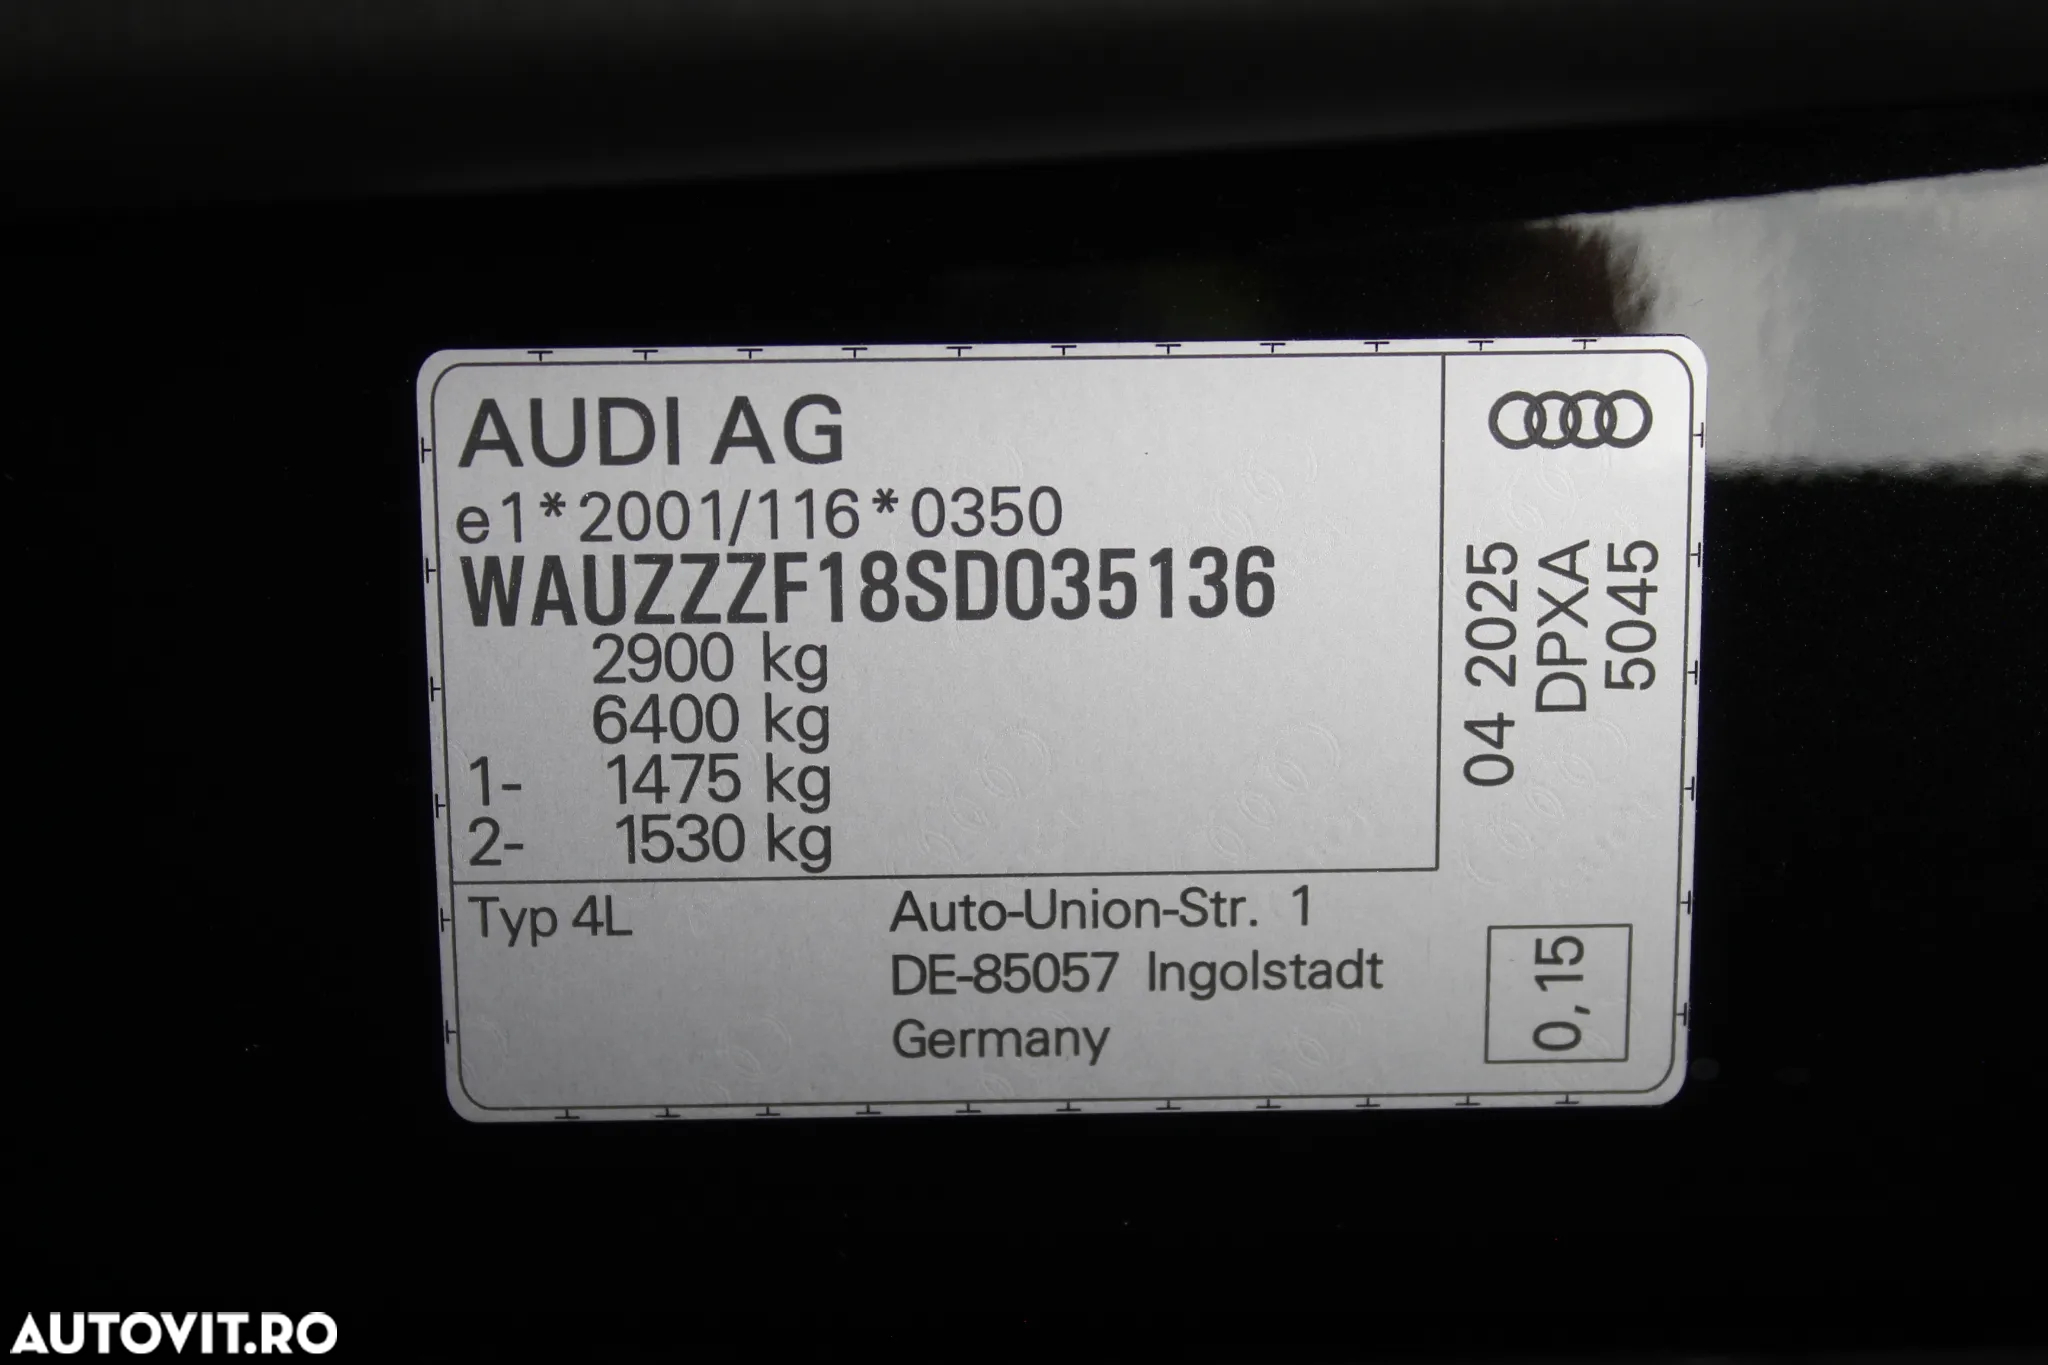 AUDI AG
e1*2001/116*0350
WAUZZZF18SD035136
2900 kg
6400 kg
1- 1475 kg
2- 1530 kg
Typ 4L
Auto-Union-Str. 1
DE-85057 Ingolstadt
Germany
04 2025
DPXA
5045
0,15
AUTOVIT.RO